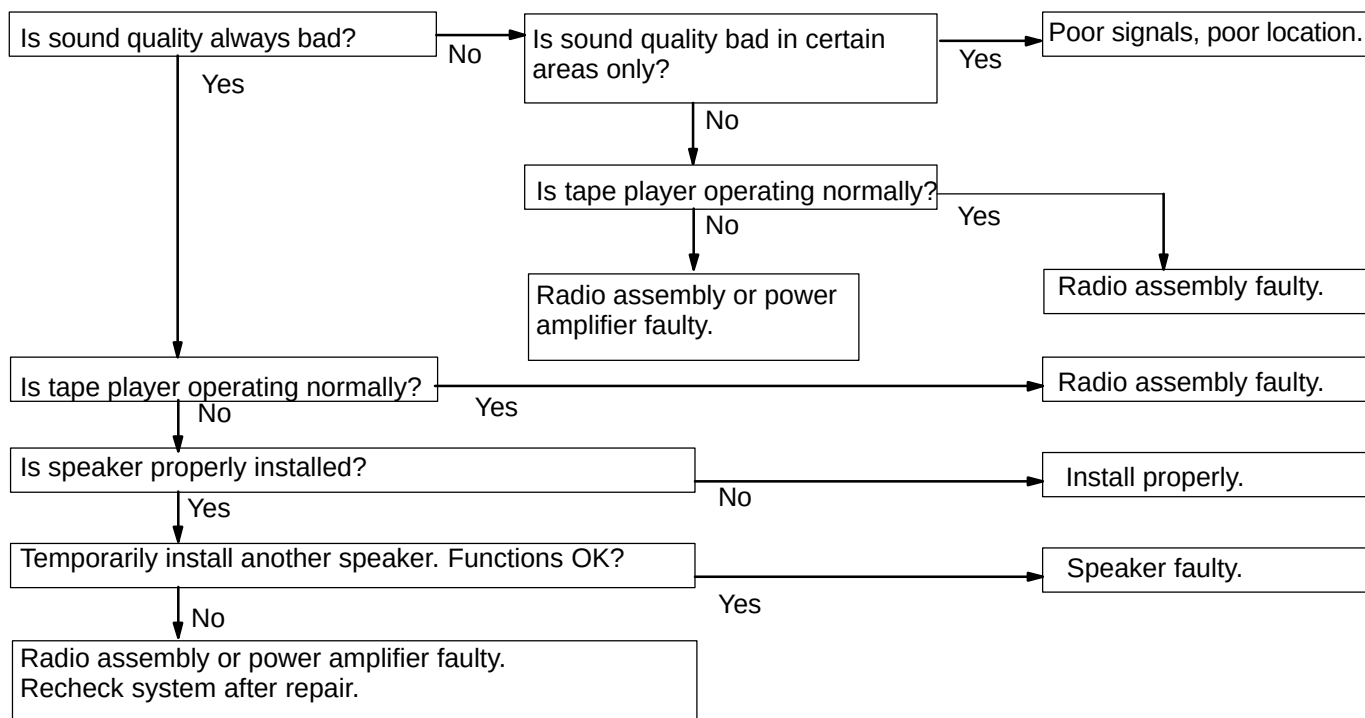 Is sound quality always bad?
No
Is sound quality bad in certain
areas only?
Yes
Poor signals, poor location.
Yes
No
Is tape player operating normally?
Yes
No
Radio assembly or power
amplifier faulty.
Radio assembly faulty.
Is tape player operating normally?
Yes
Radio assembly faulty.
No
Is speaker properly installed?
No
Install properly.
Yes
Temporarily install another speaker. Functions OK?
Yes
Speaker faulty.
No
Radio assembly or power amplifier faulty.
Recheck system after repair.